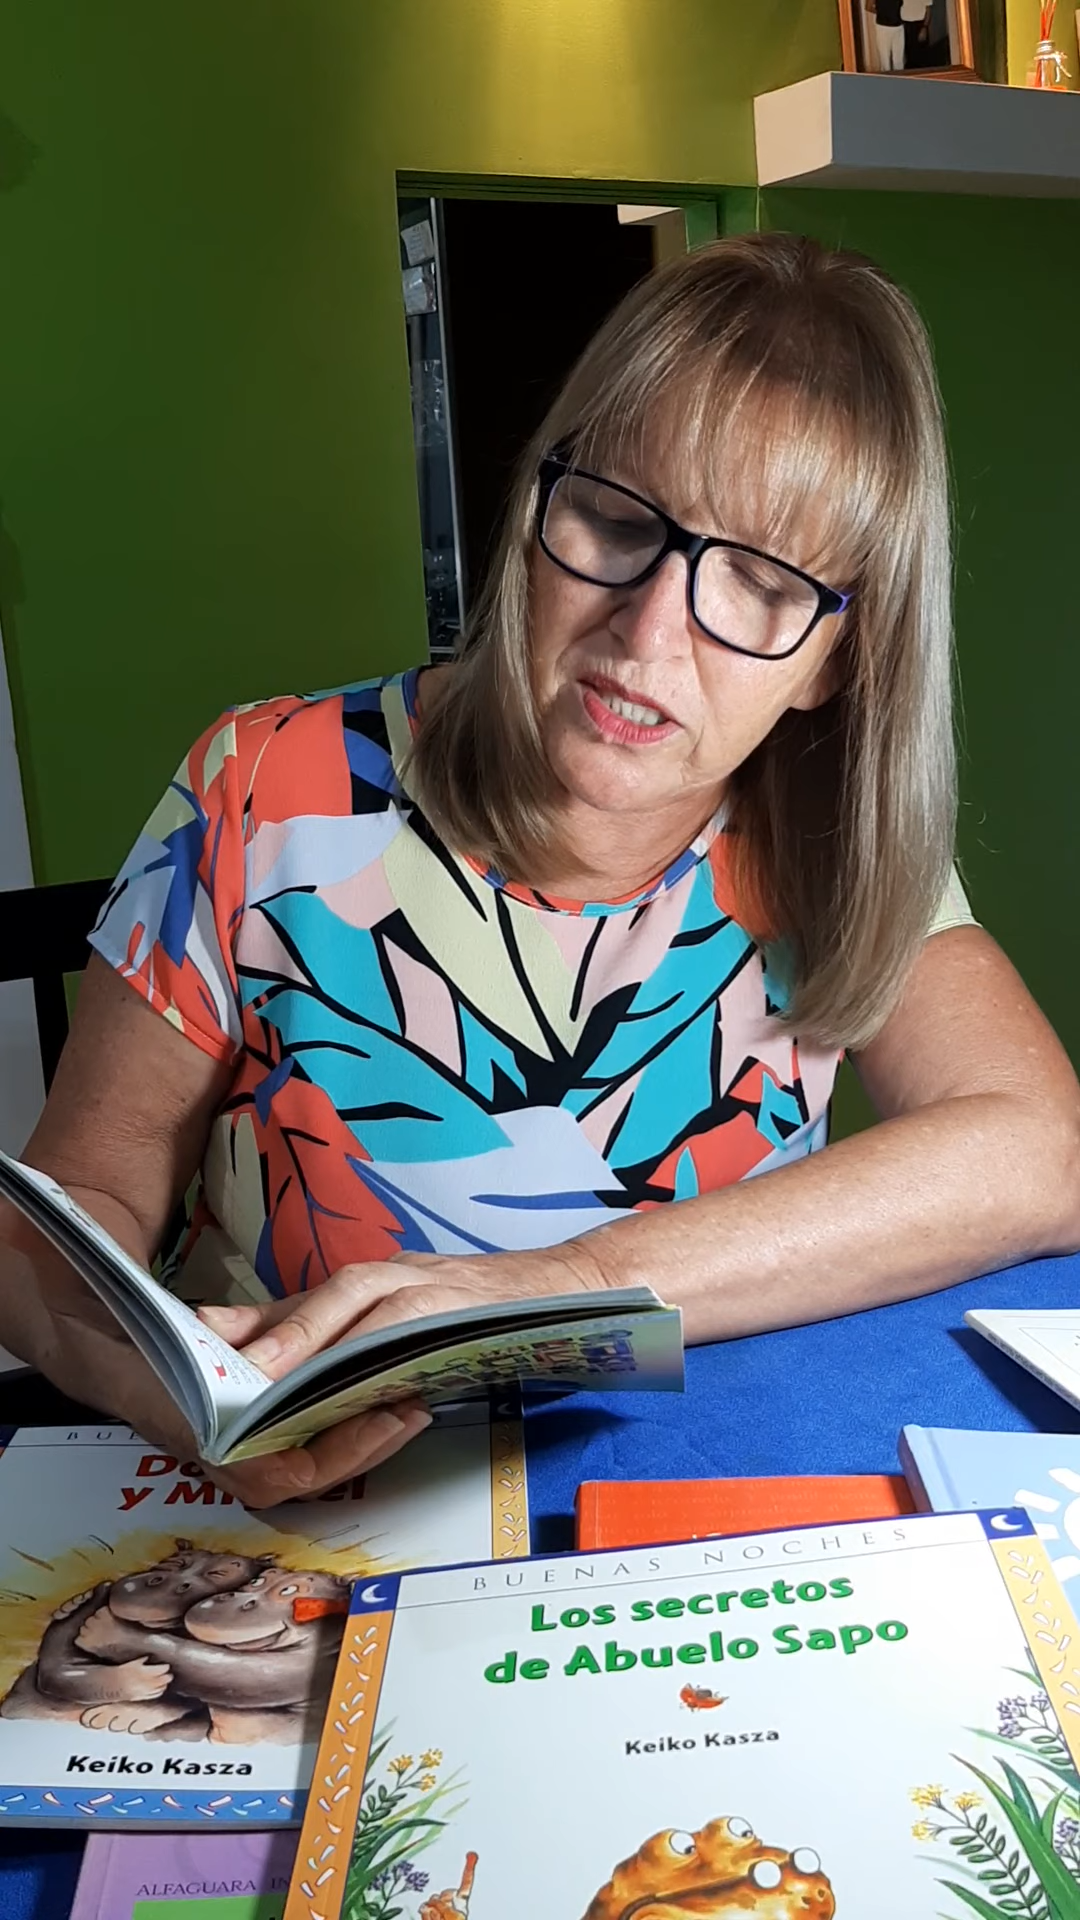 BUENAS NOCHES
Los secretos
de Abuelo Sapo
Keiko Kasza
y
Keiko Kasza
ALFAGUARA